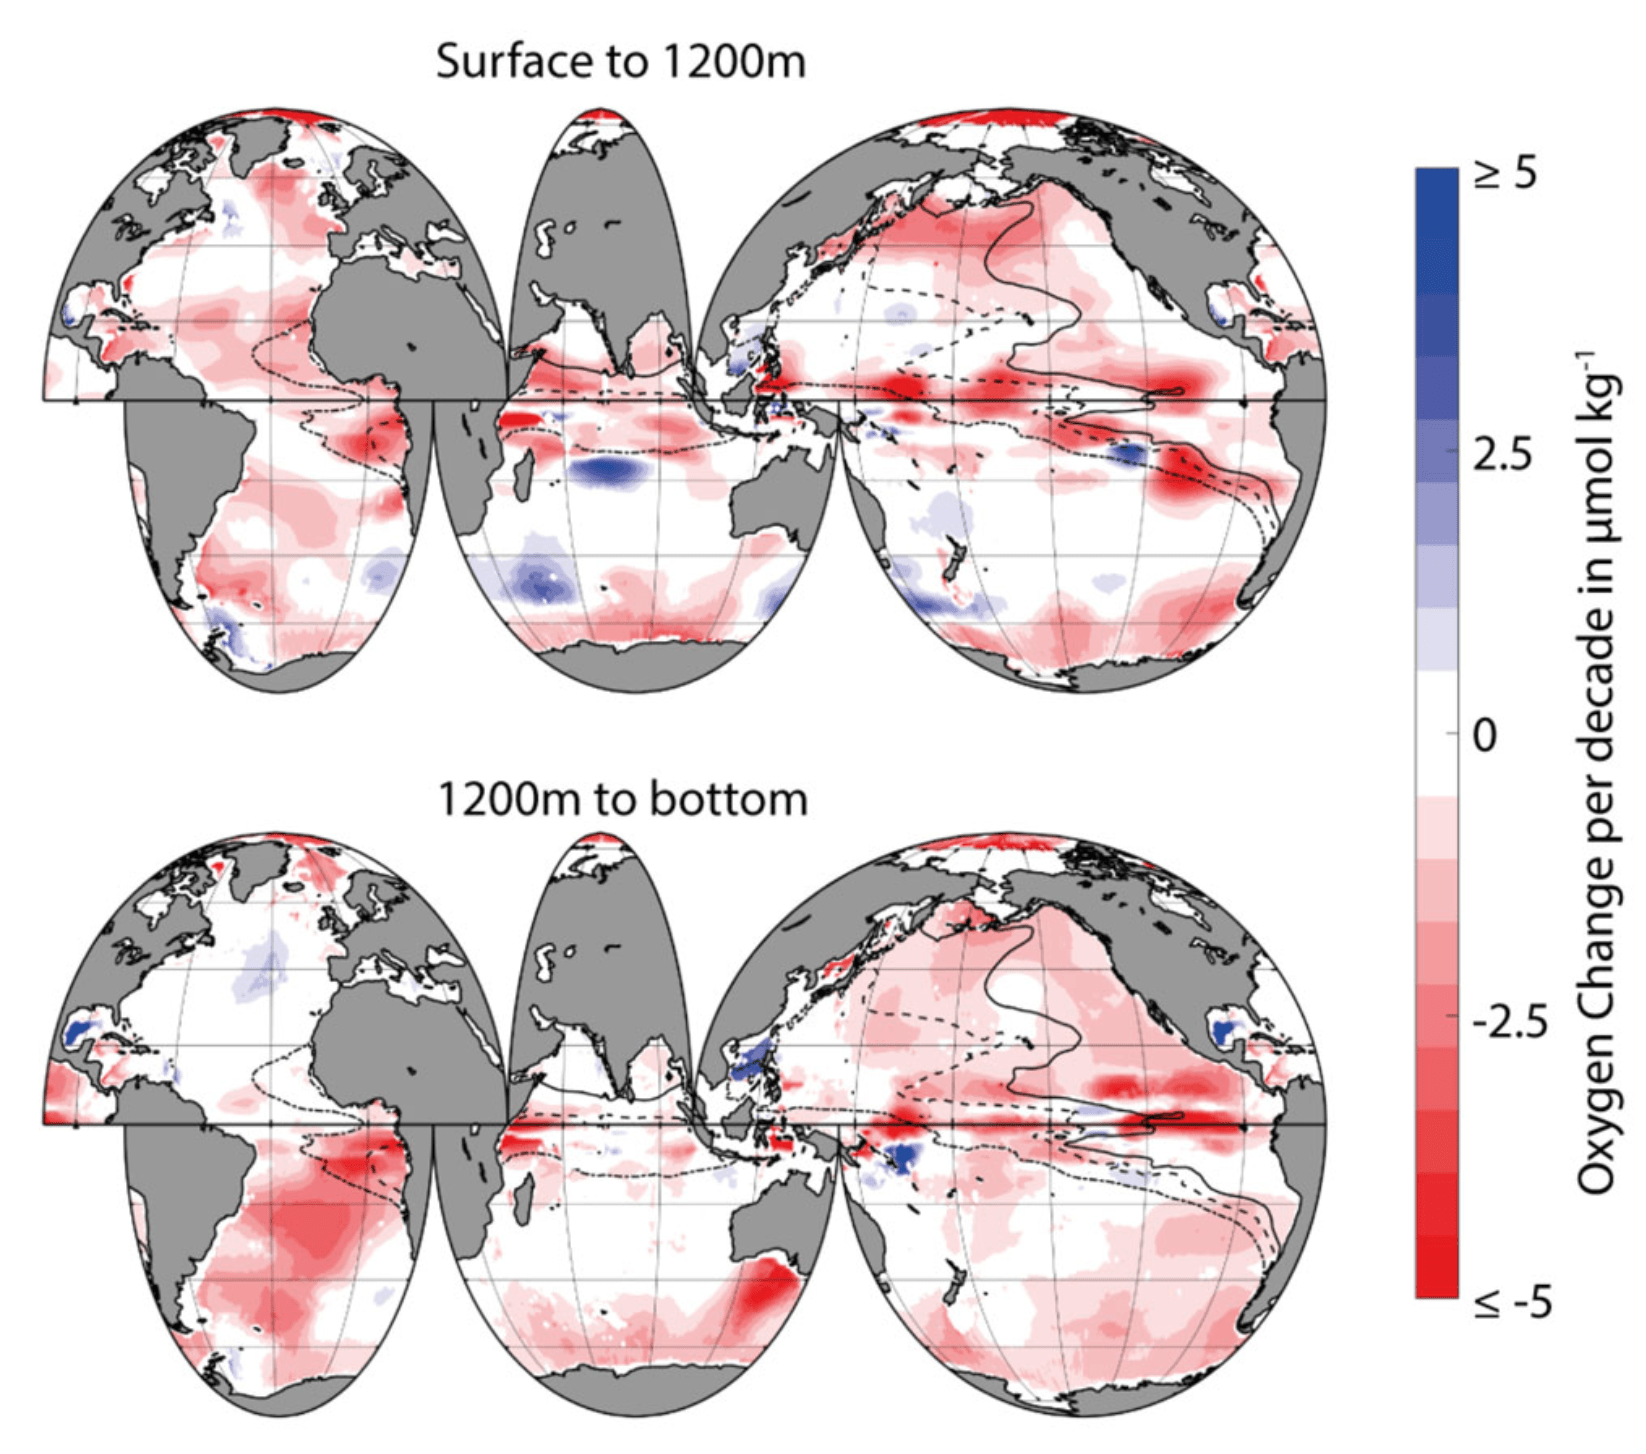 Surface to 1200m
≥ 5
2.5
0
-2.5
≤ -5
Oxygen Change per decade in µmol kg⁻¹
1200m to bottom